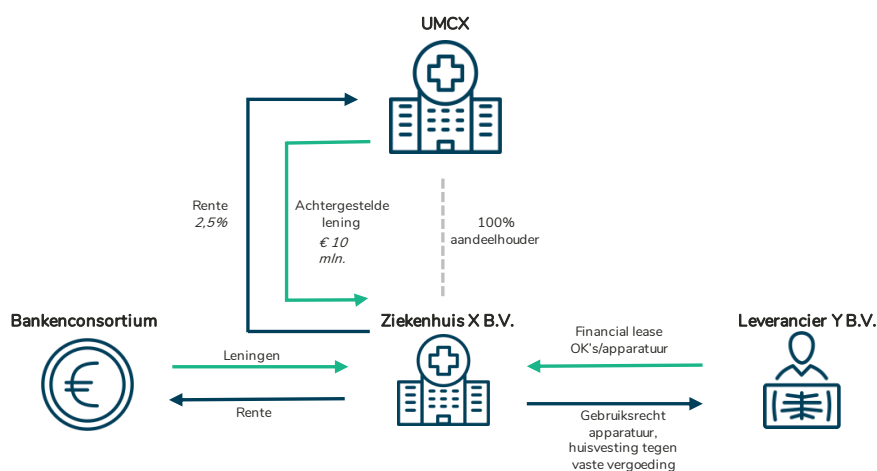 UMCX
Rente
2,5%
Achtergestelde
lening
€ 10
mln.
100%
aandeelhouder
Bankenconsortium
Ziekenhuis X B.V.
Leverancier Y B.V.
Leningen
Rente
Financial lease
OK's/apparatuur
Gebruiksrecht
apparatuur,
huisvesting tegen
vaste vergoeding